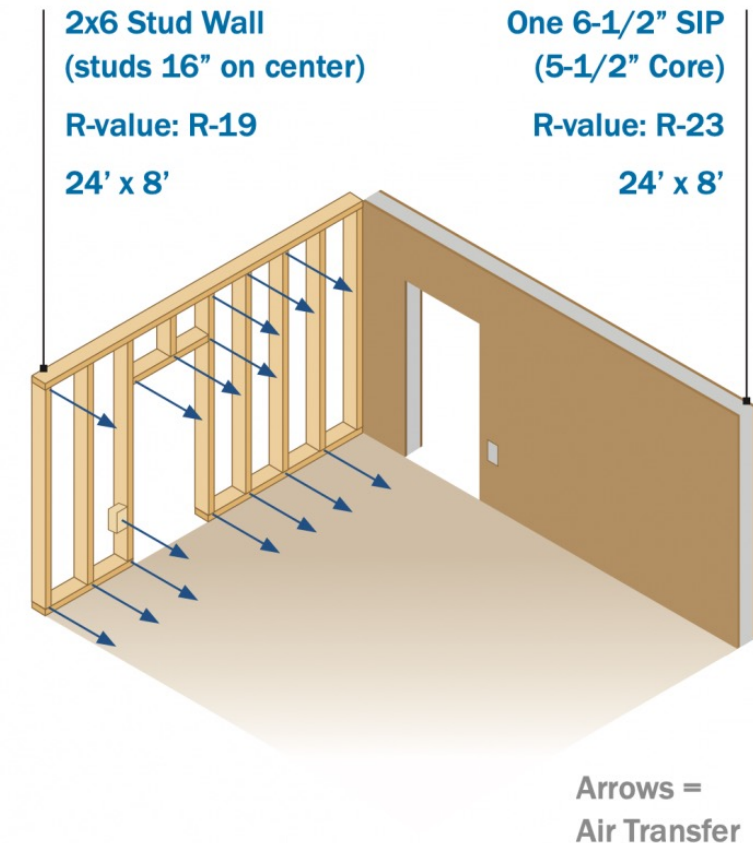 2x6 Stud Wall
(studs 16” on center)
R-value: R-19
24’ x 8’
One 6-1/2” SIP
(5-1/2” Core)
R-value: R-23
24’ x 8’
Arrows =
Air Transfer